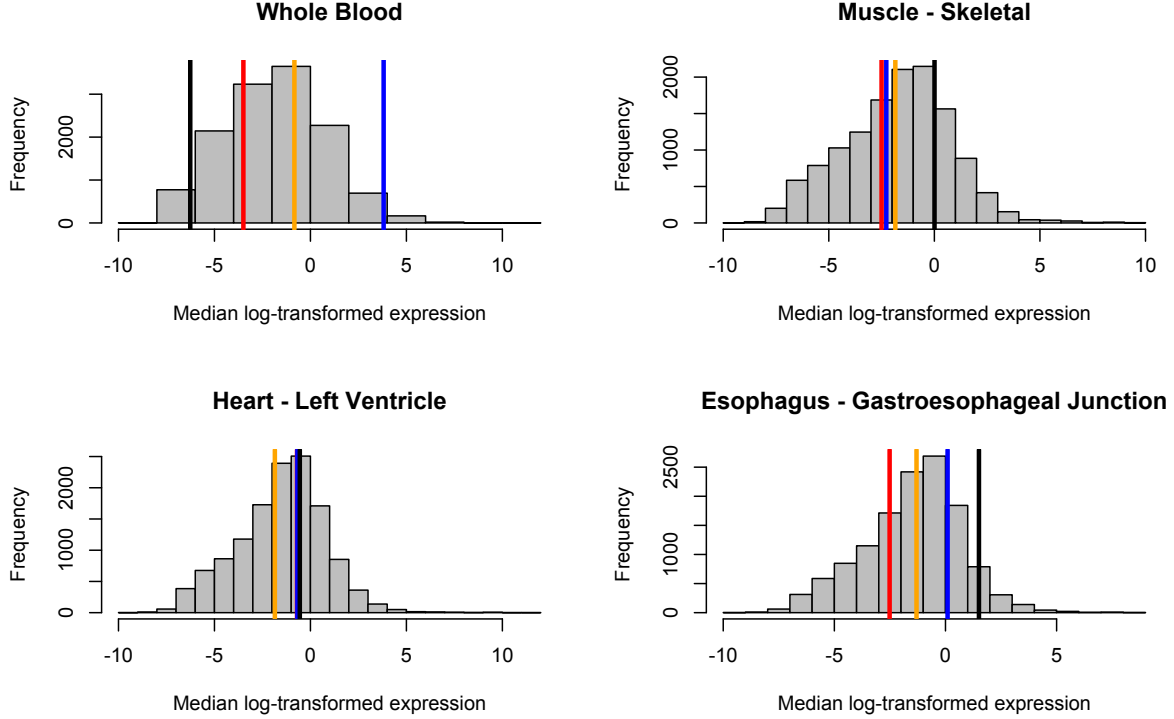 Whole Blood
Frequency
0
2000
-10
-5
0
5
10
Median log-transformed expression
Muscle - Skeletal
Frequency
0
1000
2000
-10
-5
0
5
10
Median log-transformed expression
Heart - Left Ventricle
Frequency
0
1000
2000
-10
-5
0
5
10
Median log-transformed expression
Esophagus - Gastroesophageal Junction
Frequency
0
1000
2500
-10
-5
0
5
Median log-transformed expression